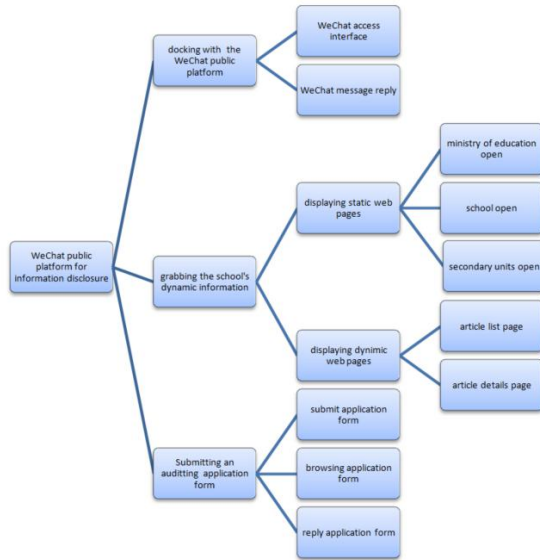 WeChat public
platform for
information disclosure
docking with the
WeChat public
platform
WeChat access
interface
WeChat message reply
grabbing the school's
dynamic information
displaying static web
pages
ministry of education
open
school open
secondary units open
displaying dynimic
web pages
article list page
article details page
Submitting an
auditting application
form
submit application
form
browsing application
form
reply application form